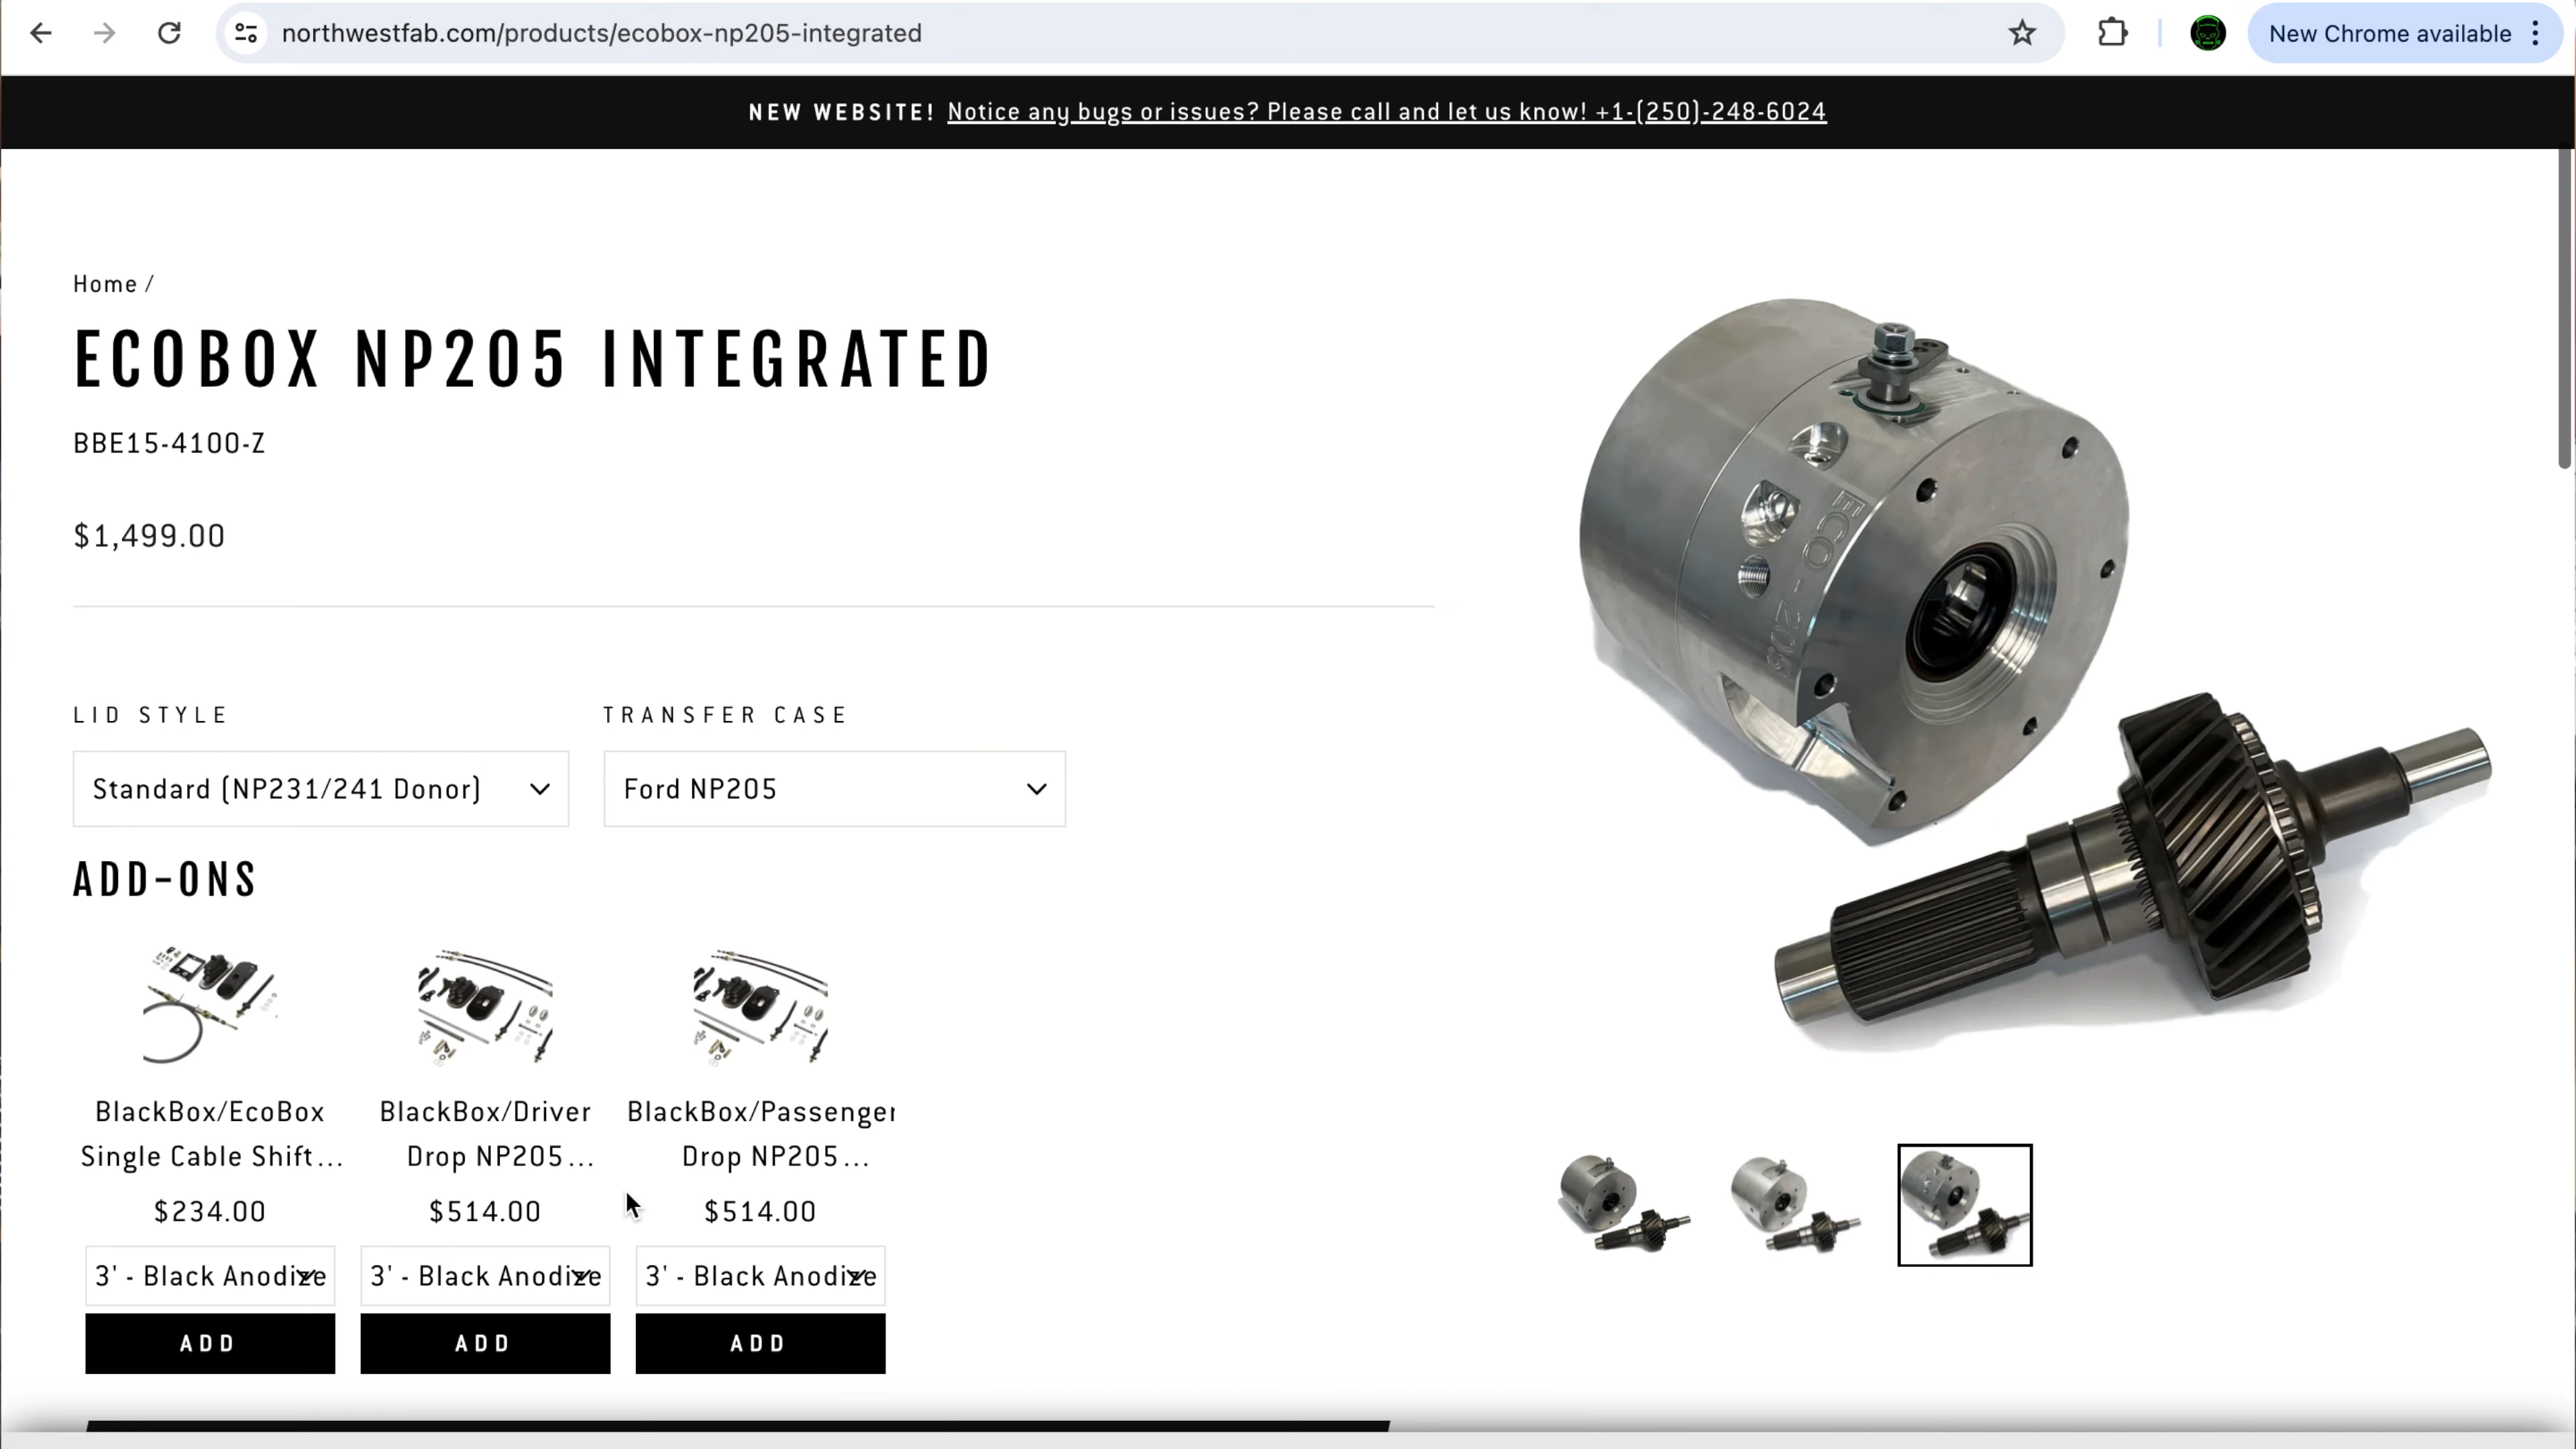 northwestfab.com/products/ecobox-np205-integrated
New Chrome available
NEW WEBSITE! Notice any bugs or issues? Please call and let us know! +1-(250)-248-6024
Home /
ECOBOX NP205 INTEGRATED
BBE15-4100-Z
$1,499.00
LID STYLE
TRANSFER CASE
Standard (NP231/241 Donor)
Ford NP205
ADD-ONS
BlackBox/EcoBox
Single Cable Shift...
$234.00
3' - Black Anodize
ADD
BlackBox/Driver
Drop NP205...
$514.00
3' - Black Anodize
ADD
BlackBox/Passenger
Drop NP205...
$514.00
3' - Black Anodize
ADD
ECO - 205